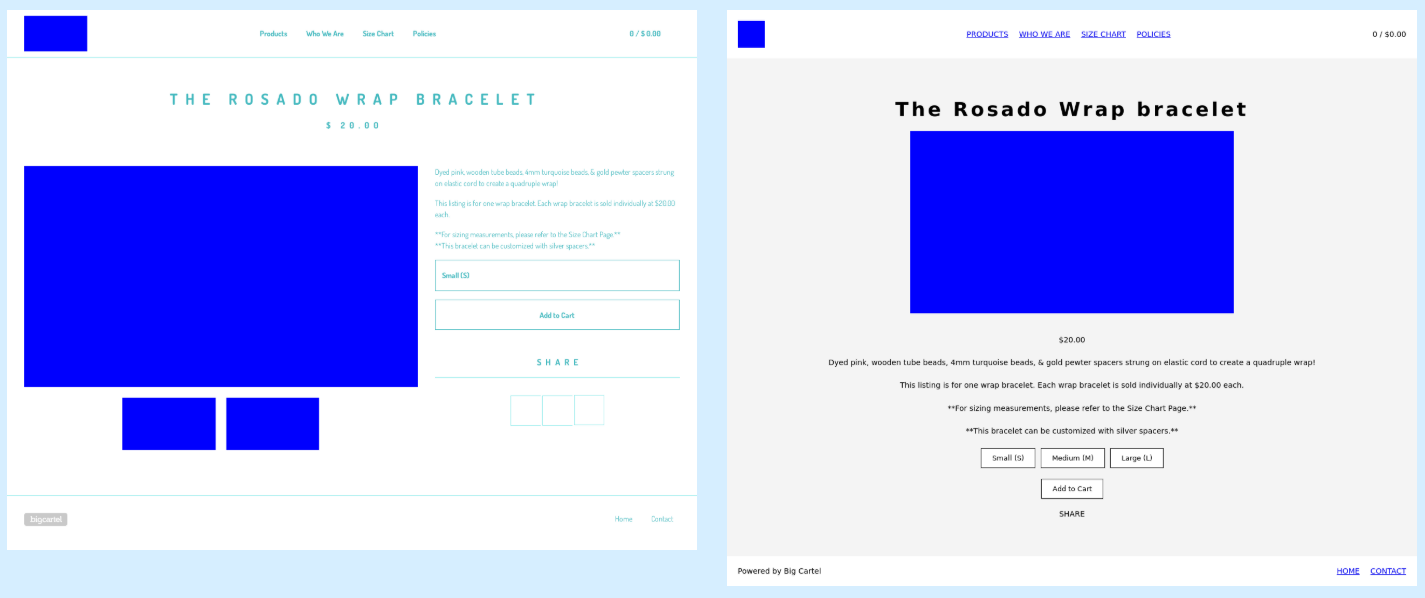 Products Who We Are Size Chart Policies 0 / $ 0.00
THE ROSADO WRAP BRACELET
$ 20.00
Dyed pink, wooden tube beads, 4mm turquoise beads, & gold pewter spacers strung
on elastic cord to create a quadruple wrap!
This listing is for one wrap bracelet. Each wrap bracelet is sold individually at $20.00
each.
**For sizing measurements, please refer to the Size Chart Page.**
**This bracelet can be customized with silver spacers.**
Small (S)
Add to Cart
SHARE
bigcartel Home Contact
PRODUCTS WHO WE ARE SIZE CHART POLICIES 0 / $0.00
The Rosado Wrap bracelet
$20.00
Dyed pink, wooden tube beads, 4mm turquoise beads, & gold pewter spacers strung on elastic cord to create a quadruple wrap!
This listing is for one wrap bracelet. Each wrap bracelet is sold individually at $20.00 each.
**For sizing measurements, please refer to the Size Chart Page.**
**This bracelet can be customized with silver spacers.**
Small (S) Medium (M) Large (L)
Add to Cart
SHARE
Powered by Big Cartel HOME CONTACT